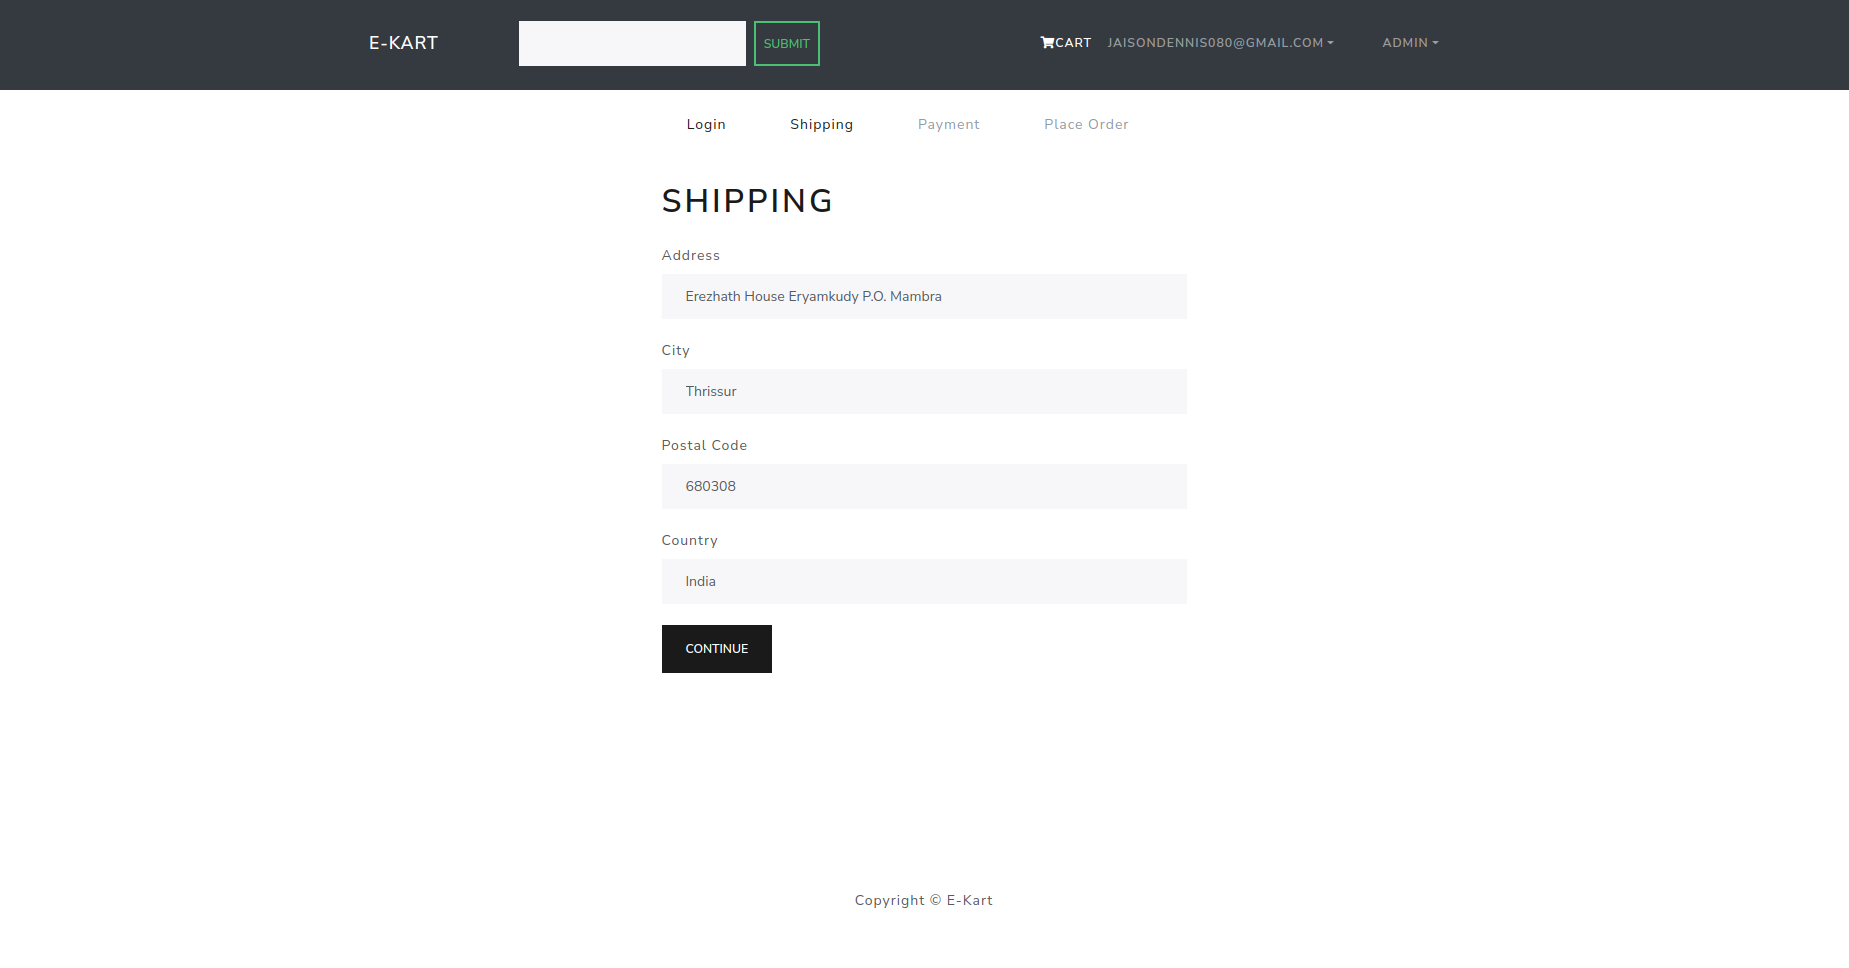 E-KART SUBMIT CART JAISONDENNIS080@GMAIL.COM ADMIN
Login Shipping Payment Place Order
SHIPPING
Address
Erezhath House Eryamkudy P.O. Mambra
City
Thrissur
Postal Code
680308
Country
India
CONTINUE
Copyright © E-Kart